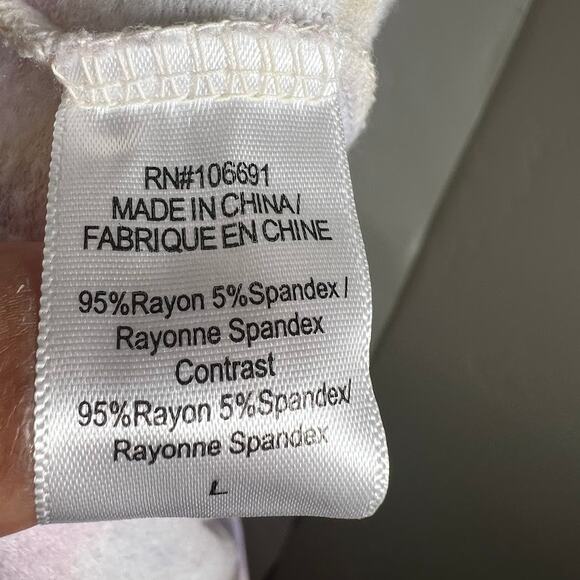 RN#106691
MADE IN CHINA/
FABRIQUE EN CHINE
95%Rayon 5%Spandex /
Rayonne Spandex
Contrast
95%Rayon 5%Spandex/
Rayonne Spandex
L